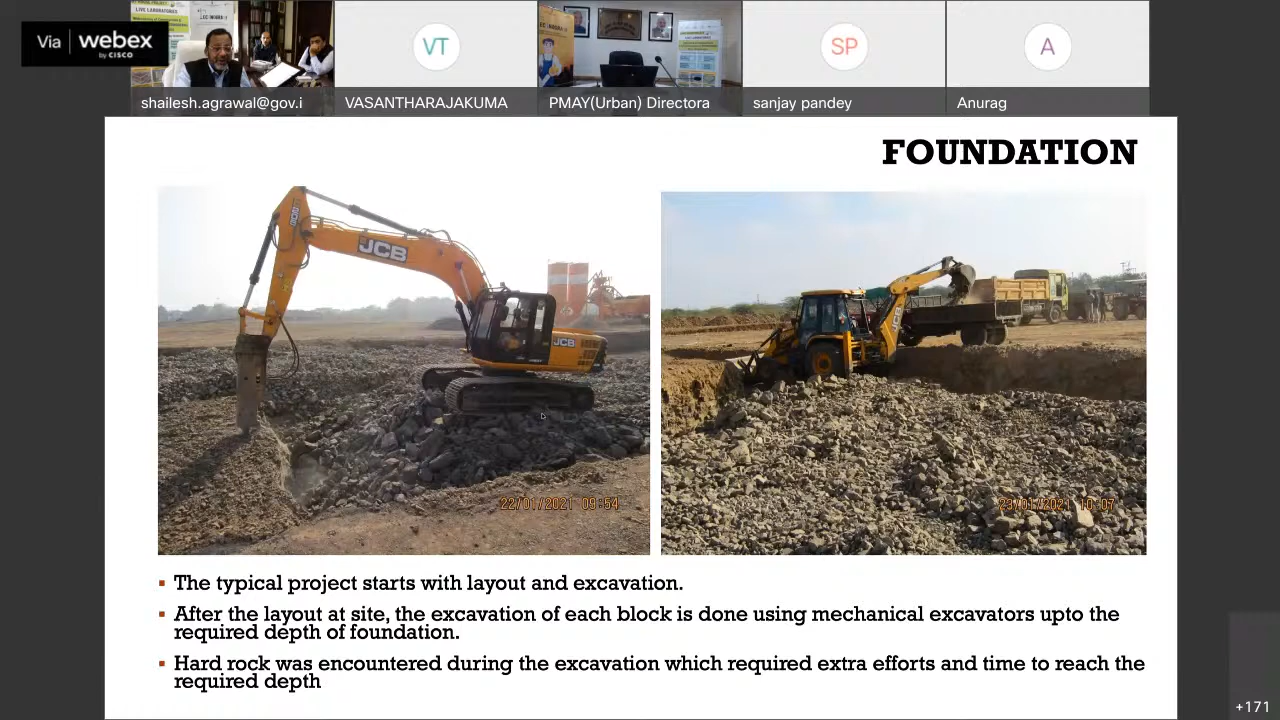 Via webex
by CISCO
LIVE LABORATORIES
shailesh.agrawal@gov.i
VT
VASANTHARAJAKUMA
PMAY(Urban) Directora
SP
sanjay pandey
A
Anurag
FOUNDATION
JCB
JCB
JCB
JCB
22/01/2021 09:54
23/01/2021 10:07
▪ The typical project starts with layout and excavation.
▪ After the layout at site, the excavation of each block is done using mechanical excavators upto the
required depth of foundation.
▪ Hard rock was encountered during the excavation which required extra efforts and time to reach the
required depth
+171